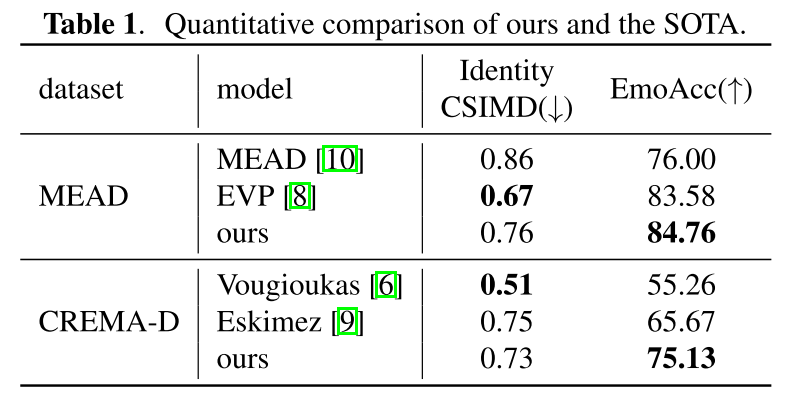 Table 1. Quantitative comparison of ours and the SOTA.
dataset model Identity CSIMD(↓) EmoAcc(↑)
MEAD [10] 0.86 76.00
MEAD EVP [8] 0.67 83.58
ours 0.76 84.76
Vougioukas [6] 0.51 55.26
CREMA-D Eskimez [9] 0.75 65.67
ours 0.73 75.13